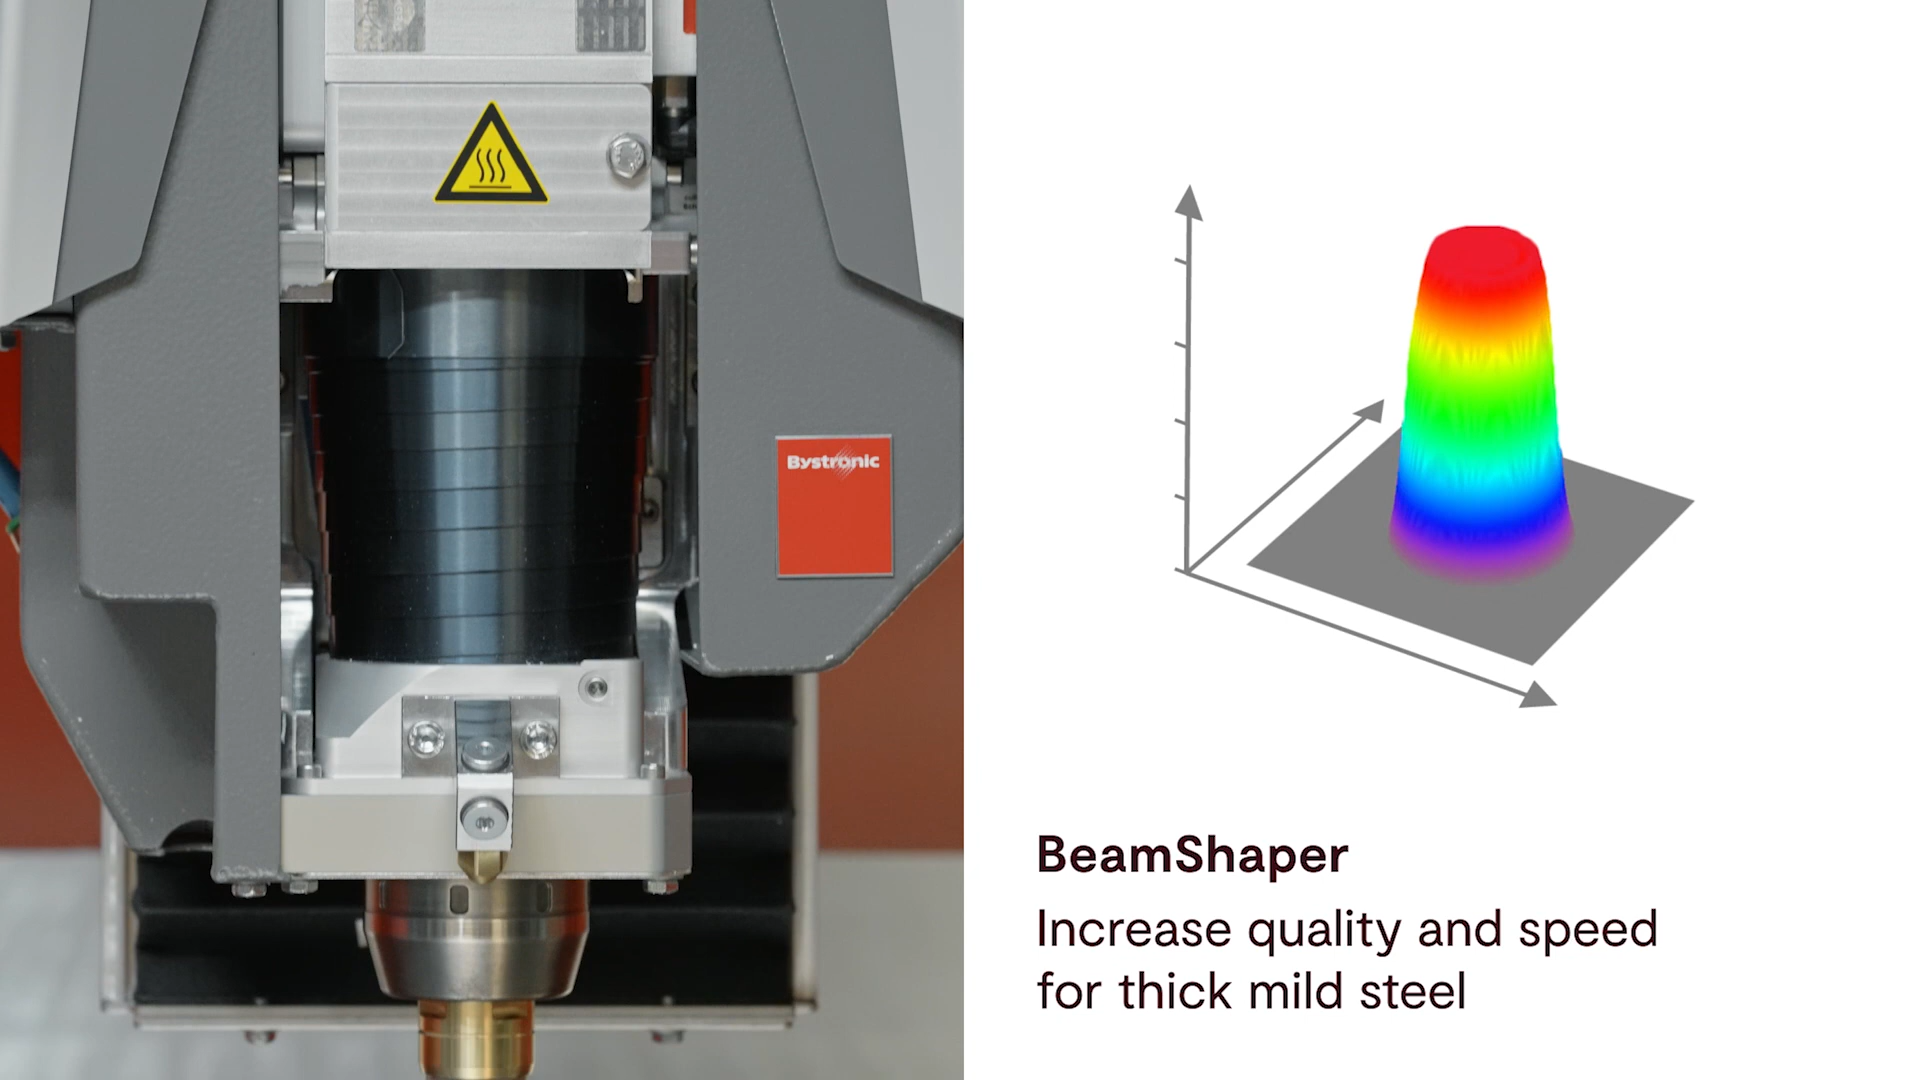 Bystronic
BeamShaper
Increase quality and speed
for thick mild steel